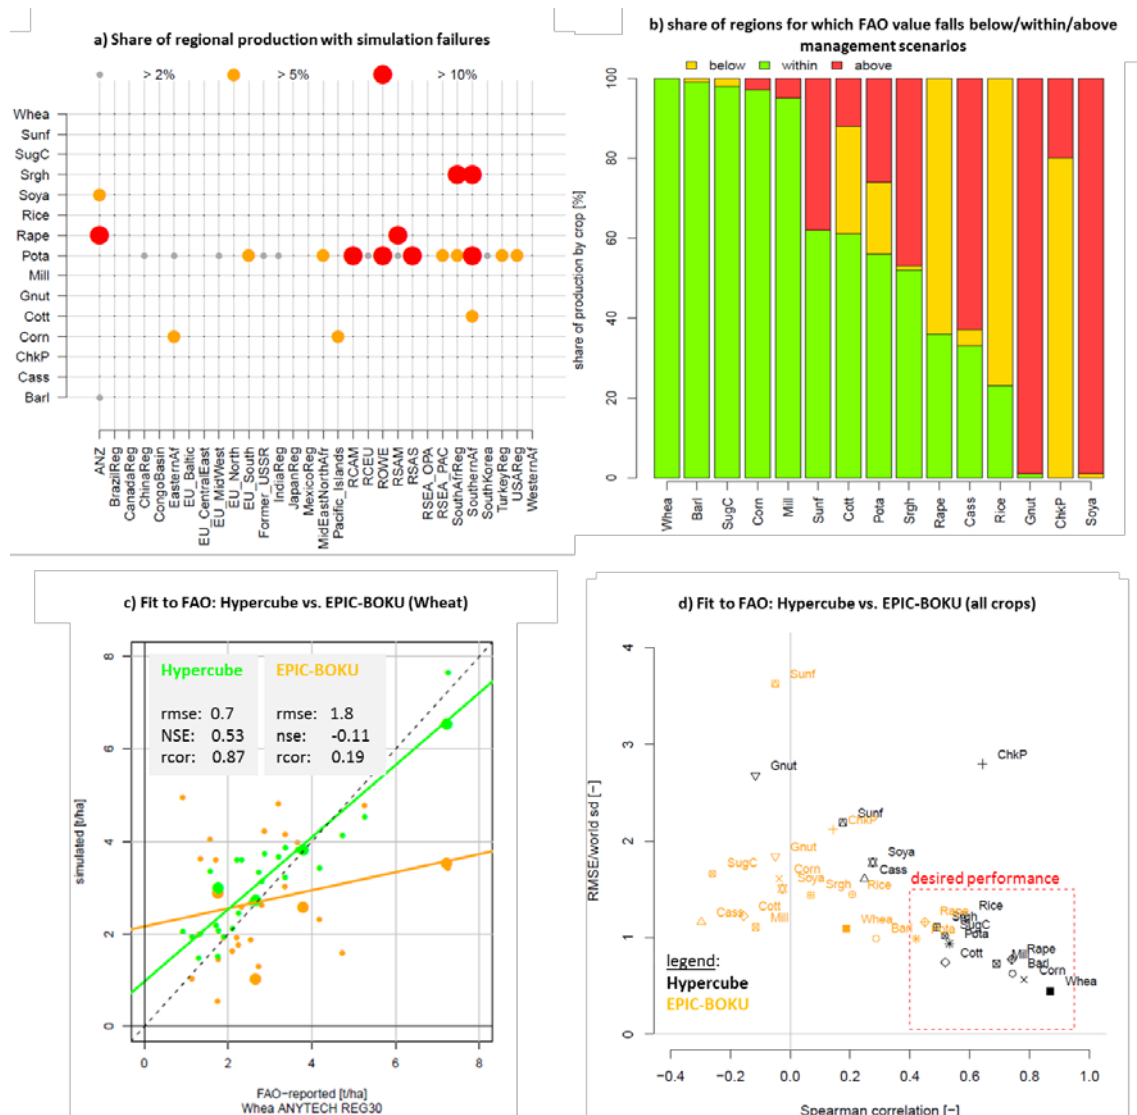 a) Share of regional production with simulation failures
> 2%
> 5%
> 10%
Whea
Sunf
SugC
Srgh
Soya
Rice
Rape
Pota
Mill
Gnut
Cott
Corn
ChkP
Cass
Barl
ANZ
BrazilReg
CanadaReg
ChinaReg
CongoBasin
EasternAf
EU_Baltic
EU_CentralEast
EU_MidWest
EU_North
EU_South
Former_USSR
IndiaReg
JapanReg
MexicoReg
MidEastNorthAfr
Pacific_Islands
RCAM
RCEU
ROWE
RSAM
RSAS
RSEA_OPA
RSEA_PAC
SouthAfrReg
SouthernAf
SouthKorea
TurkeyReg
USAReg
WesternAf
b) share of regions for which FAO value falls below/within/above
management scenarios
below
within
above
share of production by crop [%]
100
80
60
40
20
0
Whea
Barl
SugC
Corn
Mill
Sunf
Cott
Pota
Srgh
Rape
Cass
Rice
Gnut
ChkP
Soya
c) Fit to FAO: Hypercube vs. EPIC-BOKU (Wheat)
Hypercube
rmse: 0.7
NSE: 0.53
rcor: 0.87
EPIC-BOKU
rmse: 1.8
nse: -0.11
rcor: 0.19
simulated [t/ha]
8
6
4
2
0
0 2 4 6 8
FAO-reported [t/ha]
Whea ANYTECH REG30
d) Fit to FAO: Hypercube vs. EPIC-BOKU (all crops)
RMSE/world sd [-]
4
3
2
1
0
Sunf
ChkP
Gnut
Sunf
ChkP
Gnut
Soya
SugC
Corn
Cass
Soya
Srgh
Rice
desired performance
Cass
Cott
Mill
Whea
Barl
Rape
Pota
Rice
Srgh
SugC
Pota
Cott
Mill
Rape
Barl
Corn
Whea
legend:
Hypercube
EPIC-BOKU
−0.4 −0.2 0.0 0.2 0.4 0.6 0.8 1.0
Spearman correlation [-]